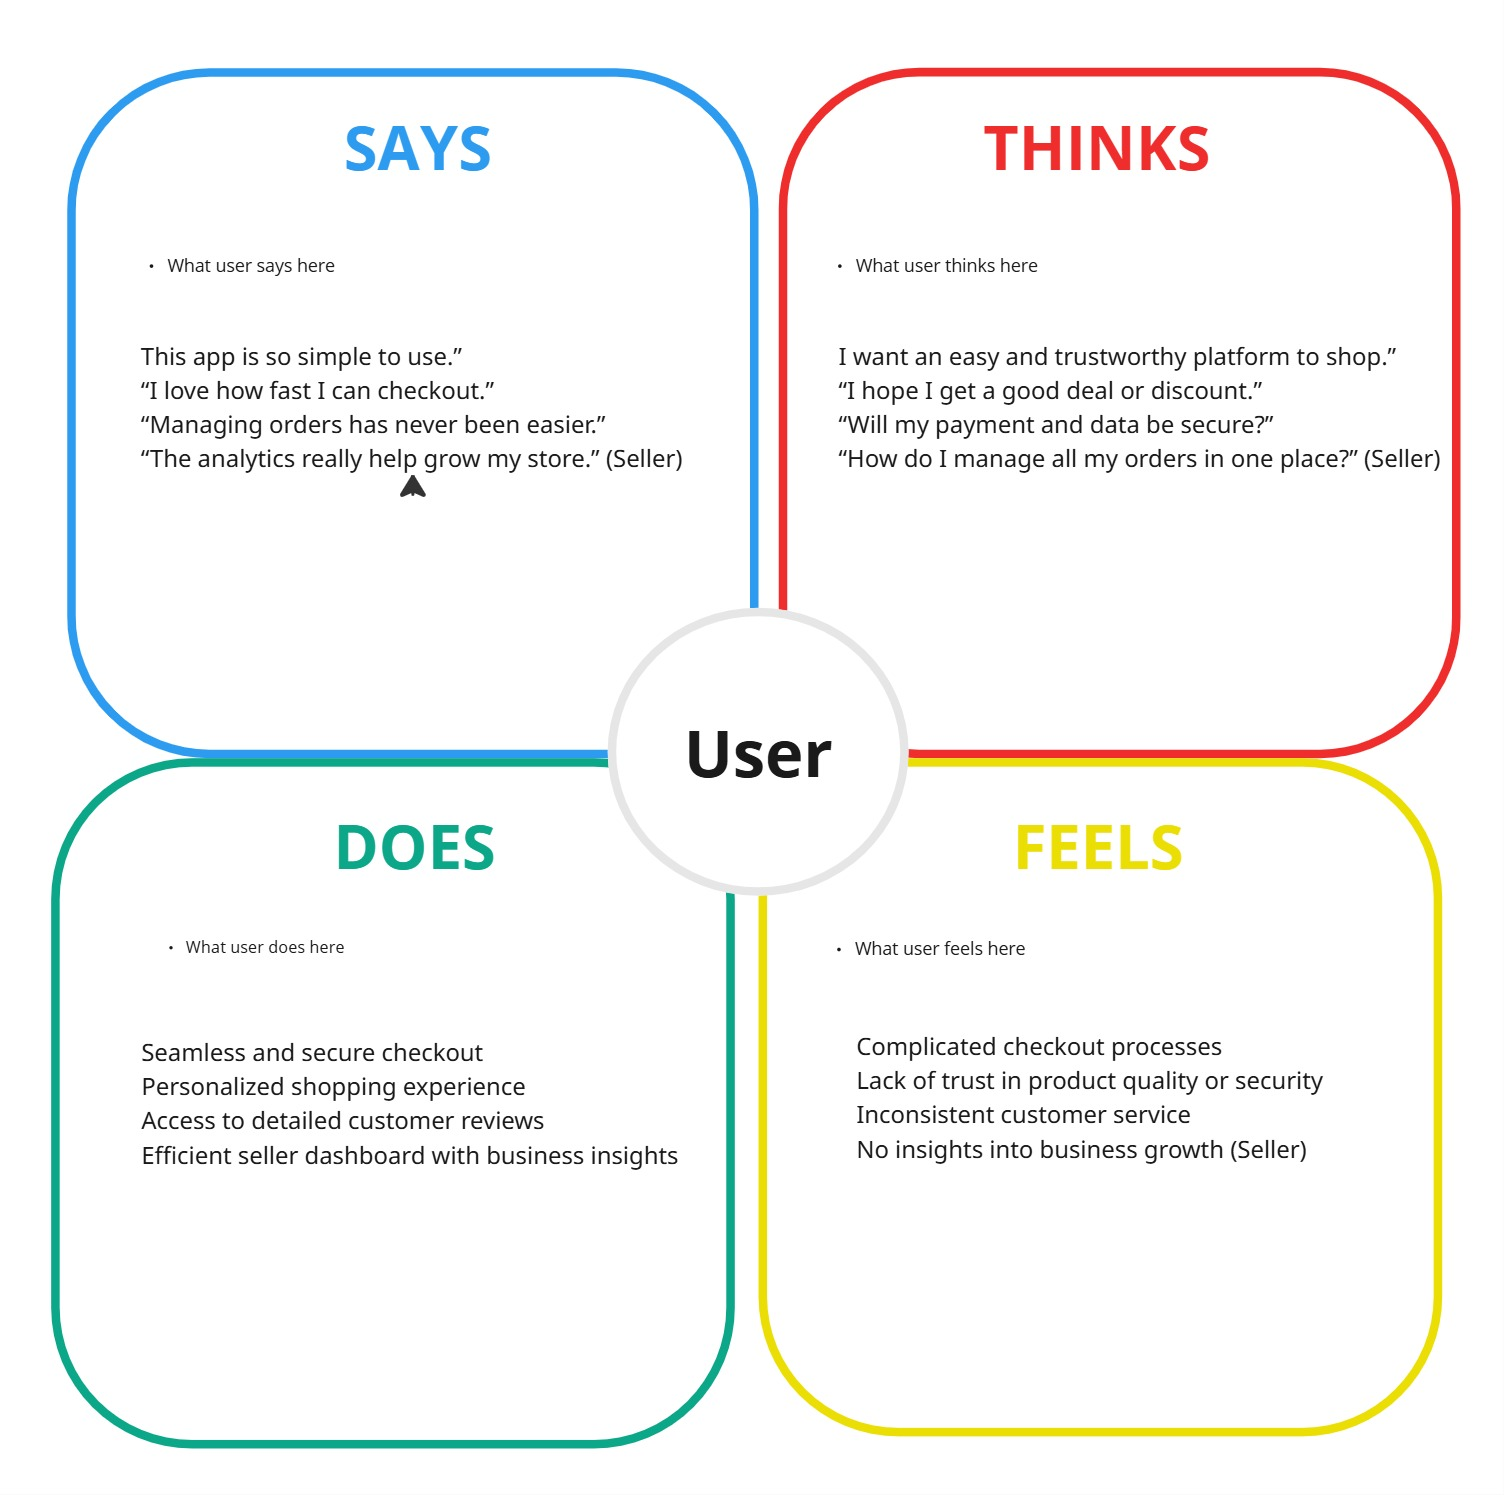 SAYS
• What user says here
This app is so simple to use.”
“I love how fast I can checkout.”
“Managing orders has never been easier.”
“The analytics really help grow my store.” (Seller)
THINKS
• What user thinks here
I want an easy and trustworthy platform to shop.”
“I hope I get a good deal or discount.”
“Will my payment and data be secure?”
“How do I manage all my orders in one place?” (Seller)
User
DOES
• What user does here
Seamless and secure checkout
Personalized shopping experience
Access to detailed customer reviews
Efficient seller dashboard with business insights
FEELS
• What user feels here
Complicated checkout processes
Lack of trust in product quality or security
Inconsistent customer service
No insights into business growth (Seller)